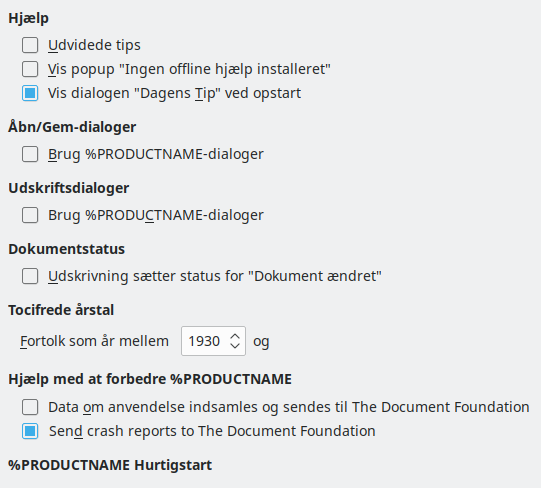 Hjælp
Udvidede tips
Vis popup "Ingen offline hjælp installeret"
Vis dialogen "Dagens Tip" ved opstart
Åbn/Gem-dialoger
Brug %PRODUCTNAME-dialoger
Udskriftsdialoger
Brug %PRODUCTNAME-dialoger
Dokumentstatus
Udskrivning sætter status for "Dokument ændret"
Tocifrede årstal
Fortolk som år mellem 1930 og
Hjælp med at forbedre %PRODUCTNAME
Data om anvendelse indsamles og sendes til The Document Foundation
Send crash reports to The Document Foundation
%PRODUCTNAME Hurtigstart